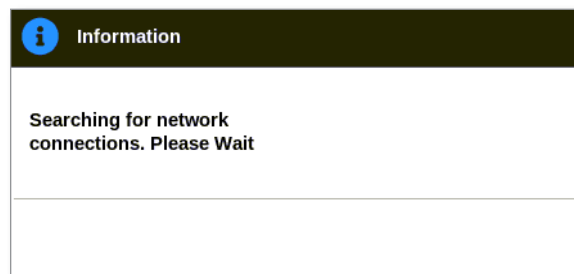 Information
Searching for network
connections. Please Wait